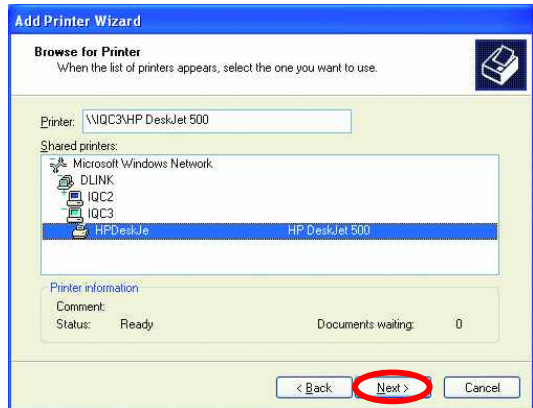 Add Printer Wizard
Browse for Printer
When the list of printers appears, select the one you want to use.
Printer: \\IQC3\HP DeskJet 500
Shared printers:
Microsoft Windows Network
DLINK
IQC2
IQC3
HPDeskJe HP DeskJet 500
Printer information
Comment:
Status: Ready Documents waiting: 0
< Back Next > Cancel